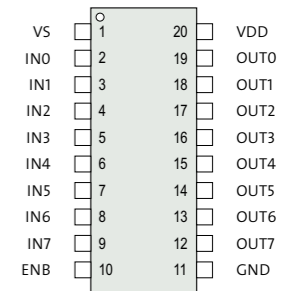 VS 1 20 VDD
IN0 2 19 OUT0
IN1 3 18 OUT1
IN2 4 17 OUT2
IN3 5 16 OUT3
IN4 6 15 OUT4
IN5 7 14 OUT5
IN6 8 13 OUT6
IN7 9 12 OUT7
ENB 10 11 GND